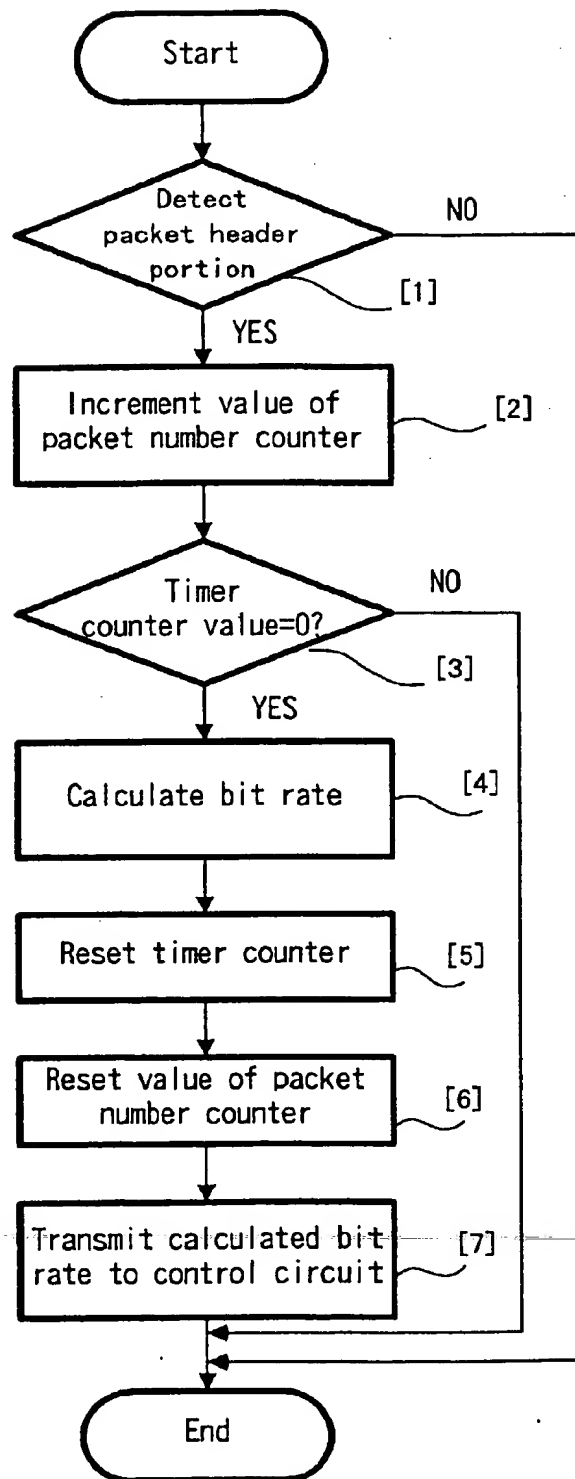 Start
Detect
packet header
portion
NO
[1]
YES
Increment value of
packet number counter
[2]
Timer
counter value=0?
NO
[3]
YES
Calculate bit rate
[4]
Reset timer counter
[5]
Reset value of packet
number counter
[6]
Transmit calculated bit
rate to control circuit
[7]
End